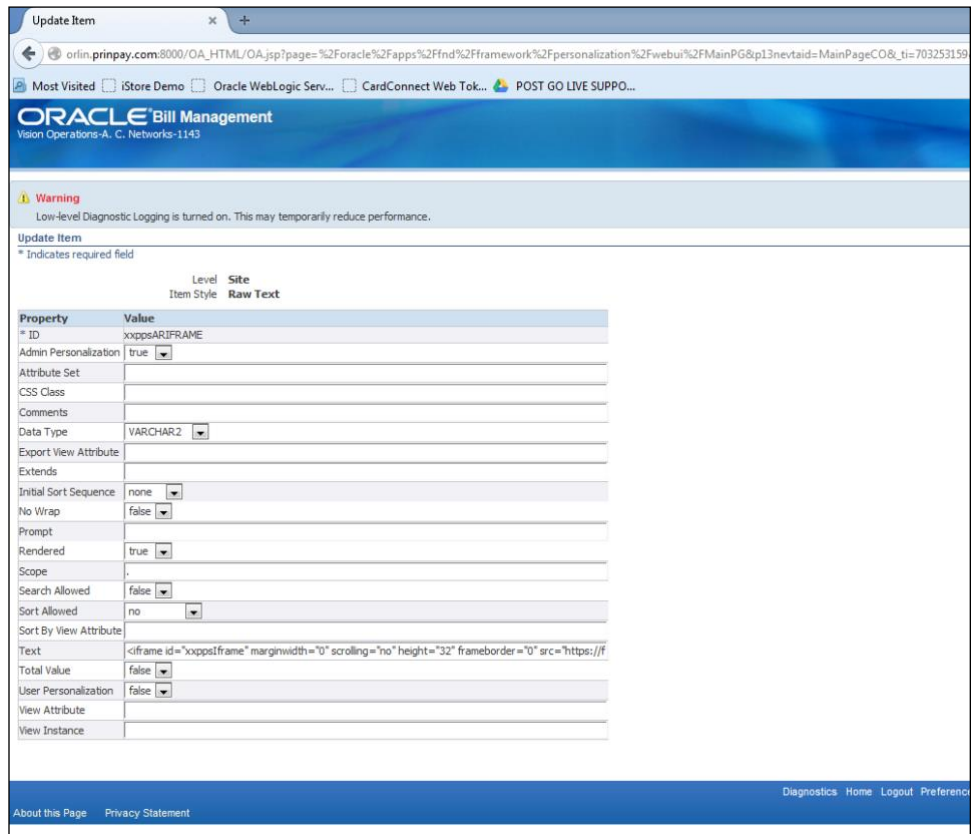 Update Item × +
orlin.prinpay.com:8000/OA_HTML/OA.jsp?page=%2Foracle%2Fapps%2Ffnd%2Fframework%2Fpersonalization%2Fwebui%2FMainPG&p13nevtaid=MainPageCO&_ti=703253159
Most Visited iStore Demo Oracle WebLogic Serv... CardConnect Web Tok... POST GO LIVE SUPPO...
ORACLE® Bill Management
Vision Operations-A. C. Networks-1143
Warning
Low-level Diagnostic Logging is turned on. This may temporarily reduce performance.
Update Item
* Indicates required field
Level Site
Item Style Raw Text
Property Value
* ID xxppsARIFRAME
Admin Personalization true
Attribute Set
CSS Class
Comments
Data Type VARCHAR2
Export View Attribute
Extends
Initial Sort Sequence none
No Wrap false
Prompt
Rendered true
Scope .
Search Allowed false
Sort Allowed no
Sort By View Attribute
Text <iframe id="xxppsIframe" marginwidth="0" scrolling="no" height="32" frameborder="0" src="https://f
Total Value false
User Personalization false
View Attribute
View Instance
Diagnostics Home Logout Preference
About this Page Privacy Statement